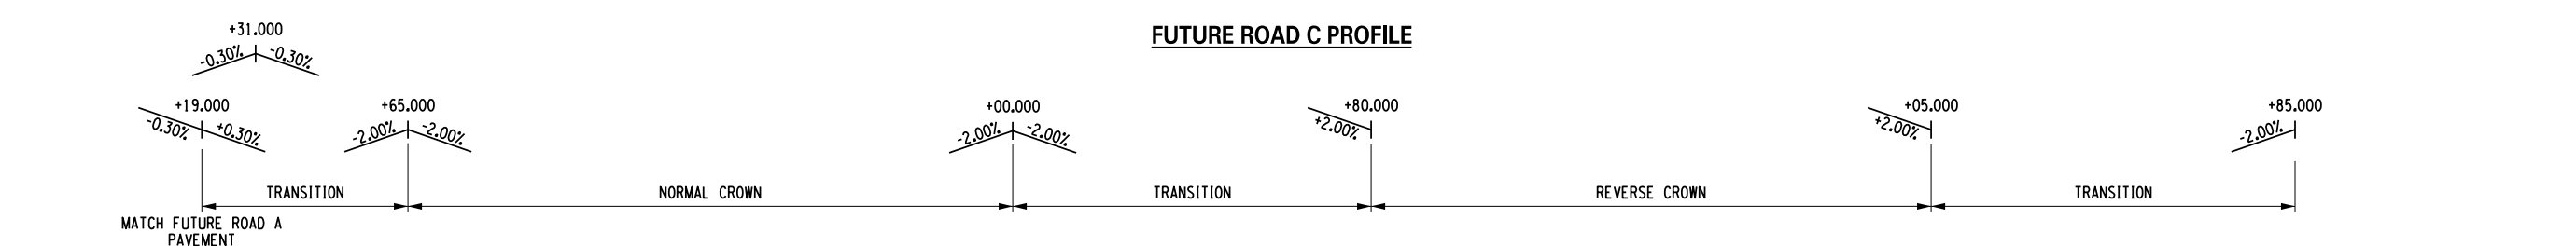 FUTURE ROAD C PROFILE
+31.000
-0.30% -0.30%
+19.000 +65.000 +00.000 +80.000 +05.000 +85.000
-0.30% +0.30% -2.00% -2.00% -2.00% -2.00% +2.00% +2.00% -2.00%
TRANSITION NORMAL CROWN TRANSITION REVERSE CROWN TRANSITION
MATCH FUTURE ROAD A
PAVEMENT